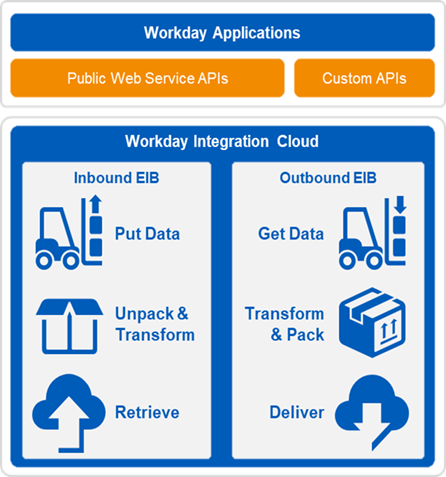 Workday Applications
Public Web Service APIs
Custom APIs
Workday Integration Cloud
Inbound EIB
Put Data
Unpack &
Transform
Retrieve
Outbound EIB
Get Data
Transform
& Pack
Deliver